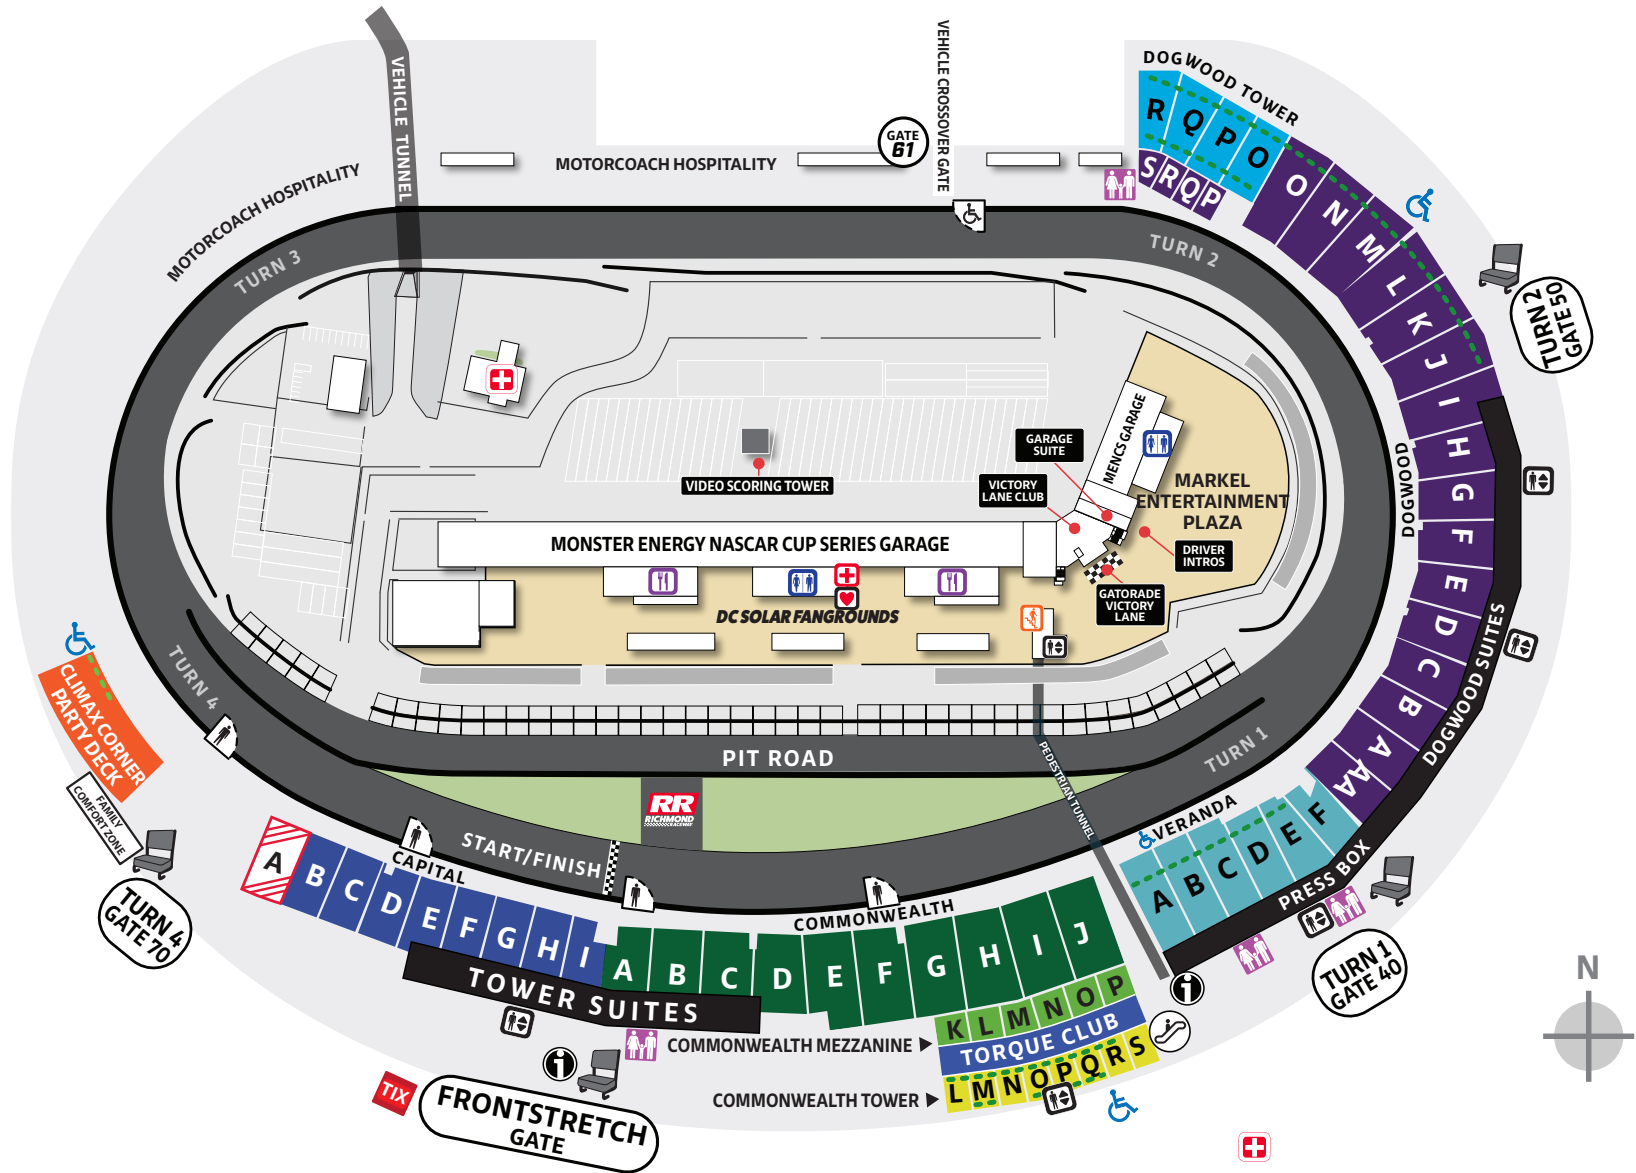 VEHICLE TUNNEL
MOTORCOACH HOSPITALITY
MOTORCOACH HOSPITALITY
GATE
61
VEHICLE CROSSOVER GATE
DOGWOOD TOWER
R Q P O
S R Q P
O N M L K J I H G F E D C B A AA
TURN 2
GATE 50
TURN 3
TURN 2
DOGWOOD
DOGWOOD SUITES
MENCS GARAGE
GARAGE
SUITE
VICTORY
LANE CLUB
VIDEO SCORING TOWER
MARKEL
ENTERTAINMENT
PLAZA
MONSTER ENERGY NASCAR CUP SERIES GARAGE
DRIVER
INTROS
GATORADE
VICTORY
LANE
DC SOLAR FANGROUNDS
TURN 4
CLIMAX CORNER
PARTY DECK
FAMILY
COMFORT ZONE
TURN 4
GATE 70
PIT ROAD
TURN 1
PEDESTRIAN TUNNEL
RR
RICHMOND
RACEWAY
START/FINISH
CAPITAL
A B C D E F G H I
TOWER SUITES
COMMONWEALTH
A B C D E F G H I J
VERANDA
A B C D E F
PRESS BOX
TURN 1
GATE 40
K L M N O P
COMMONWEALTH MEZZANINE
TORQUE CLUB
COMMONWEALTH TOWER
L M N O P Q R S
TIX
FRONTSTRETCH
GATE
i
i
N